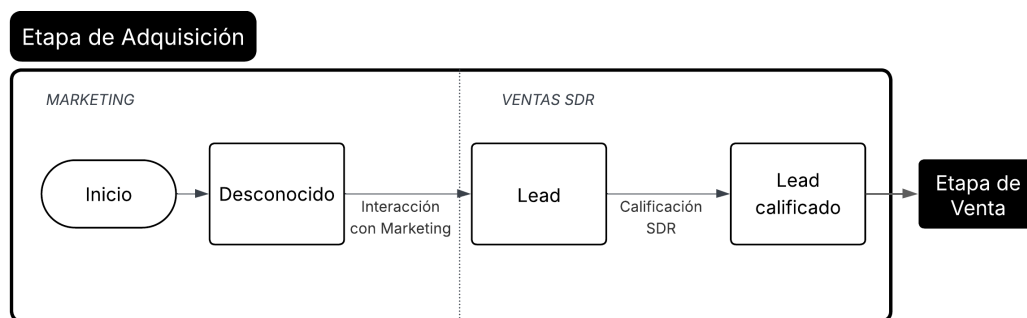 Etapa de Adquisición
MARKETING
VENTAS SDR
Inicio
Desconocido
Interacción
con Marketing
Lead
Calificación
SDR
Lead
calificado
Etapa de
Venta